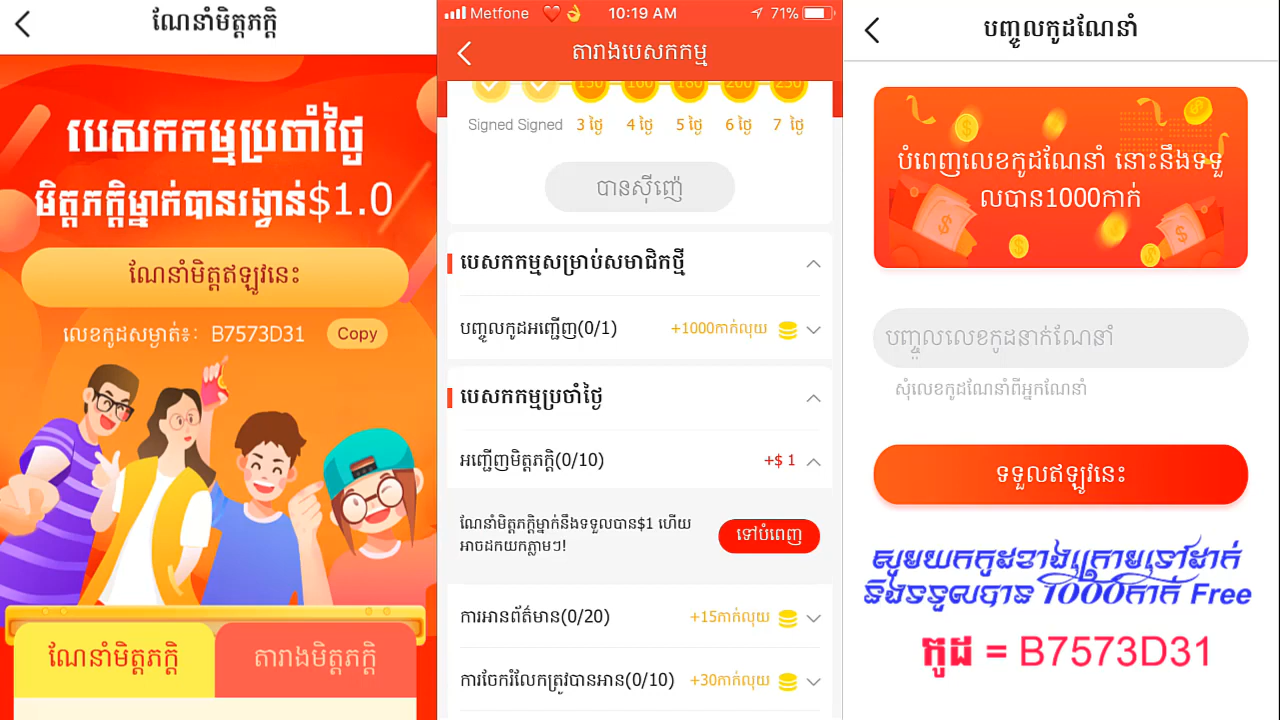 ណែនាំមិត្តភក្តិ
បេសកកម្មប្រចាំថ្ងៃ
មិត្តភក្តិម្នាក់បានរង្វាន់$1.0
ណែនាំមិត្តឥឡូវនេះ
លេខកូដសម្ងាត់៖: B7573D31 Copy
ណែនាំមិត្តភក្តិ
តារាងមិត្តភក្តិ
Metfone 10:19 AM 71%
តារាងបេសកកម្ម
150 160 180 200 250
Signed Signed 3 ថ្ងៃ 4 ថ្ងៃ 5 ថ្ងៃ 6 ថ្ងៃ 7 ថ្ងៃ
បានស៊ីញ៉េ
បេសកកម្មសម្រាប់សមាជិកថ្មី
បញ្ចូលកូដអញ្ជើញ(0/1) +1000កាក់លុយ
បេសកកម្មប្រចាំថ្ងៃ
អញ្ជើញមិត្តភក្តិ(0/10) +$ 1
ណែនាំមិត្តភក្តិម្នាក់នឹងទទួលបាន$1 ហើយ
អាចដកយកភ្លាមៗ!
ទៅបំពេញ
ការអានព័ត៌មាន(0/20) +15កាក់លុយ
ការចែករំលែកត្រូវបានអាន(0/10) +30កាក់លុយ
បញ្ចូលកូដណែនាំ
បំពេញលេខកូដណែនាំ នោះនឹងទទួ
លបាន1000កាក់
បញ្ចូលលេខកូដនាក់ណែនាំ
សុំលេខកូដណែនាំពីអ្នកណែនាំ
ទទួលឥឡូវនេះ
សូមយកកូដខាងក្រោមទៅដាក់
នឹងទទួលបាន 1000កាក់ Free
កូដ = B7573D31